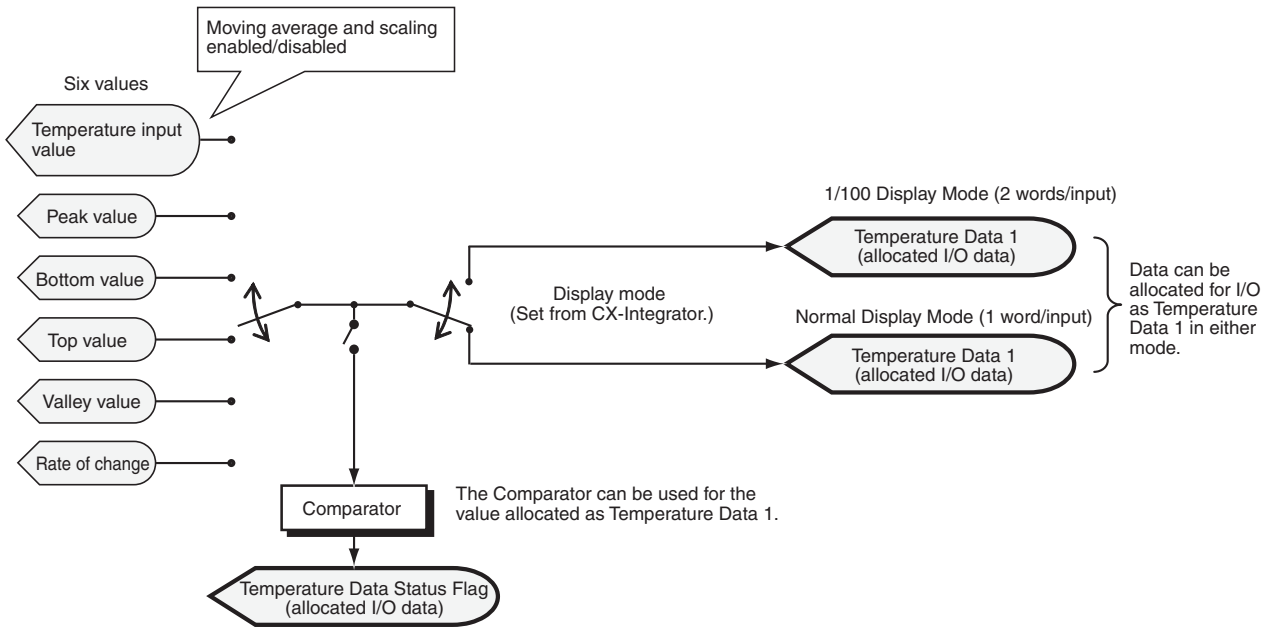 Moving average and scaling
enabled/disabled
Six values
Temperature input
value
Peak value
Bottom value
Top value
Valley value
Rate of change
Display mode
(Set from CX-Integrator.)
1/100 Display Mode (2 words/input)
Temperature Data 1
(allocated I/O data)
Normal Display Mode (1 word/input)
Temperature Data 1
(allocated I/O data)
Data can be
allocated for I/O
as Temperature
Data 1 in either
mode.
Comparator
The Comparator can be used for the
value allocated as Temperature Data 1.
Temperature Data Status Flag
(allocated I/O data)